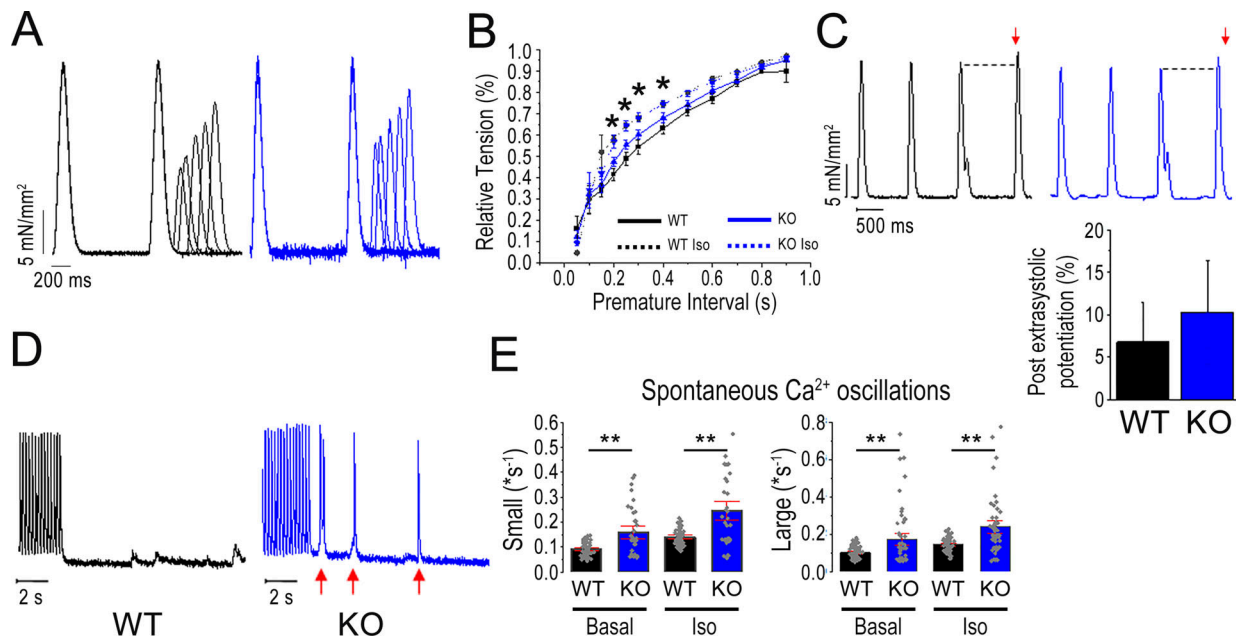 A
5 mN/mm2
200 ms
B
Relative Tension (%)
1.0
0.9
0.8
0.7
0.6
0.5
0.4
0.3
0.2
0.1
0.0
* * * *
WT
KO
WT Iso
KO Iso
0.0 0.2 0.4 0.6 0.8 1.0
Premature Interval (s)
C
5 mN/mm2
500 ms
Post extrasystolic
potentiation (%)
20
15
10
5
0
WT KO
D
2 s
2 s
WT
KO
E
Spontaneous Ca2+ oscillations
Small (*s-1)
0.6
0.5
0.4
0.3
0.2
0.1
0.0
** **
WT KO WT KO
Basal Iso
Large (*s-1)
0.8
0.6
0.4
0.2
0.0
** **
WT KO WT KO
Basal Iso